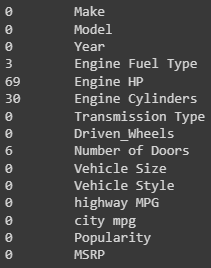 0 Make
0 Model
0 Year
3 Engine Fuel Type
69 Engine HP
30 Engine Cylinders
0 Transmission Type
0 Driven_Wheels
6 Number of Doors
0 Vehicle Size
0 Vehicle Style
0 highway MPG
0 city mpg
0 Popularity
0 MSRP